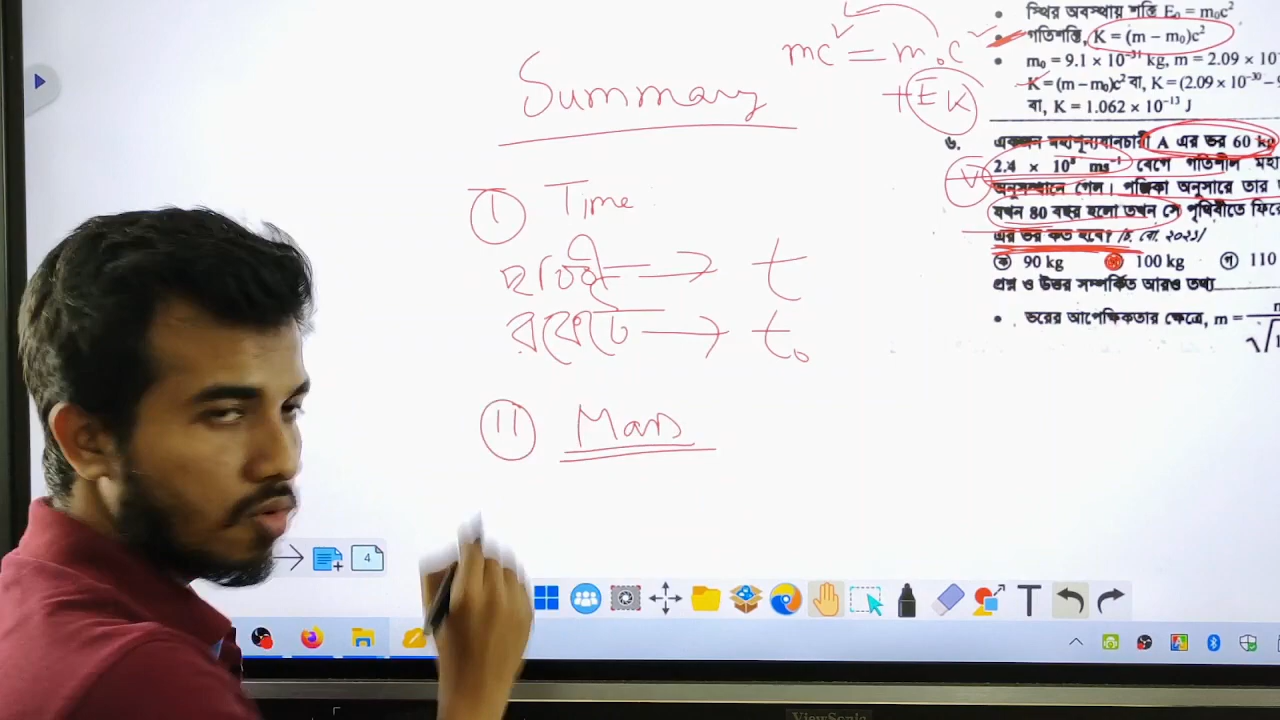 Summary
I Time
t
রকেটে → t₀
II Mass
mc² = m₀c²
+ EK
4
• স্থির অবস্থায় শক্তি E₀ = m₀c²
• গতিশক্তি, K = (m – m₀)c²
• m₀ = 9.1 × 10⁻³¹ kg, m = 2.09 × 10
K = (m – m₀)c² বা, K = (2.09 × 10⁻³⁰ –
বা, K = 1.062 × 10⁻¹³ J
৬. একজন মহাশূন্যযানচারী A এর ভর 60 kg
V 2.4 × 10⁸ ms⁻¹ বেগে গতিশীল মহা
অনুসন্ধানে গেল। পঞ্জিকা অনুসারে তার
যখন 80 বছর হলো তখন সে পৃথিবীতে ফিরে
এর ভর কত হবে? [চ. বো. ২০২১]
ক 90 kg 100 kg গ 110
প্রশ্ন ও উত্তর সম্পর্কিত আরও তথ্য
• ভরের আপেক্ষিকতার ক্ষেত্রে, m =
T
ViewSonic